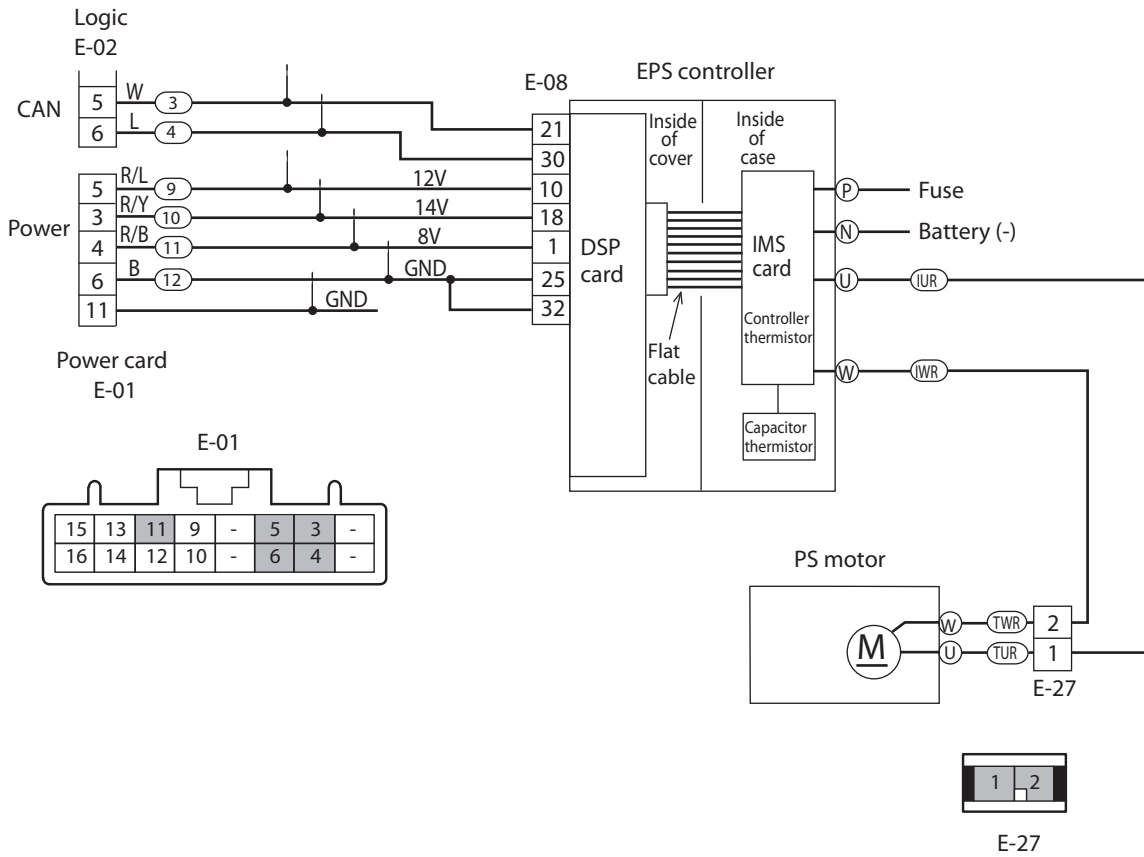 Logic
E-02
CAN
5 W 3
6 L 4
Power
5 R/L 9 12V
3 R/Y 10 14V
4 R/B 11 8V
6 B 12 GND
11 GND
Power card
E-01
E-08
21
30
10
18
1
25
32
EPS controller
DSP
card
Inside
of
cover
Inside
of
case
Flat
cable
IMS
card
Controller
thermistor
Capacitor
thermistor
P Fuse
N Battery (-)
U IUR
W IWR
E-01
15 13 11 9 - 5 3 -
16 14 12 10 - 6 4 -
PS motor
M
W TWR 2
U TUR 1
E-27
1 2
E-27